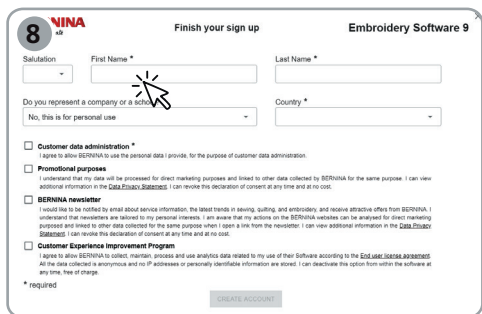 8
NINA
Finish your sign up
Embroidery Software 9
Salutation
First Name *
Last Name *
Do you represent a company or a scho
Country *
No, this is for personal use
Customer data administration *
I agree to allow BERNINA to use the personal data I provide, for the purpose of customer data administration.
Promotional purposes
I understand that my data will be processed for direct marketing purposes and linked to other data collected by BERNINA for the same purpose. I can view
additional information in the Data Privacy Statement. I can revoke this declaration of consent at any time and at no cost.
BERNINA newsletter
I would like to be notified by email about service information, the latest trends in sewing, quilting, and embroidery, and receive attractive offers from BERNINA. I
understand that newsletters are tailored to my personal interests. I am aware that my actions on the BERNINA websites can be analysed for direct marketing
purposed and linked to other data collected for the same purpose when I open a link from the newsletter. I can view additional information in the Data Privacy
Statement. I can revoke this declaration of consent at any time and at no cost.
Customer Experience Improvement Program
I agree to allow BERNINA to collect, maintain, process and use analytics data related to my use of their Software according to the End user license agreement.
All the data collected is anonymous and no IP addresses or personally identifiable information are stored. I can deactivate this option from within the software at
any time, free of charge.
* required
CREATE ACCOUNT